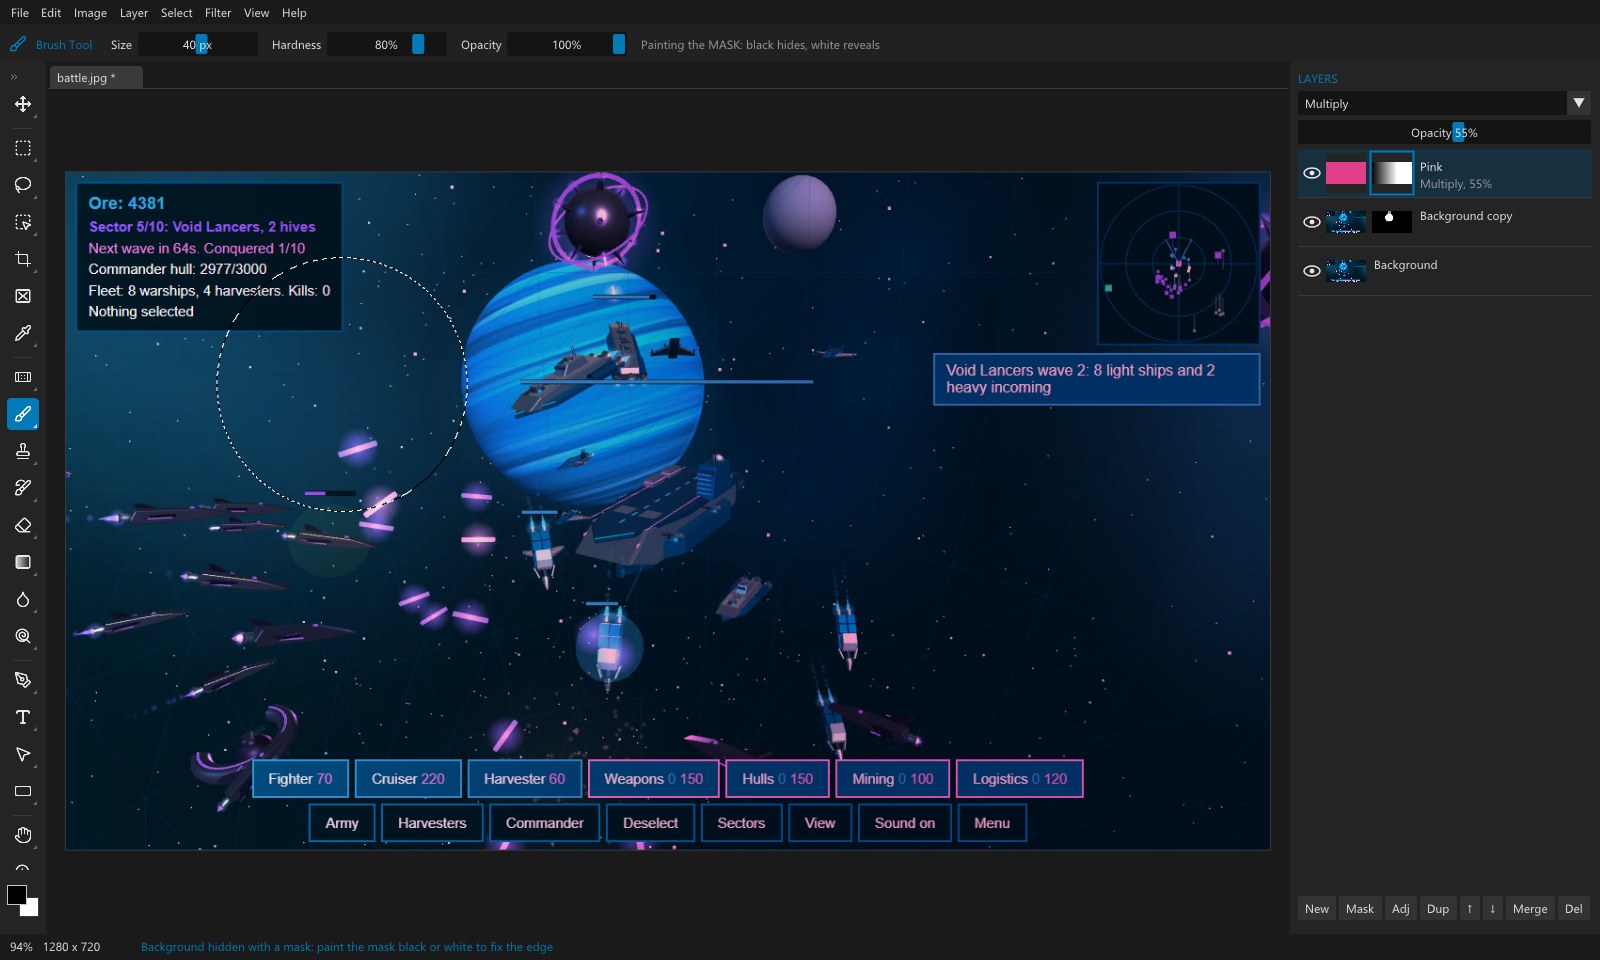 File Edit Image Layer Select Filter View Help
Brush Tool Size 40 px Hardness 80% Opacity 100% Painting the MASK: black hides, white reveals
battle.jpg *
Ore: 4381
Sector 5/10: Void Lancers, 2 hives
Next wave in 64s. Conquered 1/10
Commander hull: 2977/3000
Fleet: 8 warships, 4 harvesters. Kills: 0
Nothing selected
Void Lancers wave 2: 8 light ships and 2
heavy incoming
Fighter 70 Cruiser 220 Harvester 60 Weapons 0 150 Hulls 0 150 Mining 0 100 Logistics 0 120
Army Harvesters Commander Deselect Sectors View Sound on Menu
LAYERS
Multiply
Opacity 55%
Pink
Multiply, 55%
Background copy
Background
New Mask Adj Dup ↑ ↓ Merge Del
94% 1280 x 720 Background hidden with a mask: paint the mask black or white to fix the edge